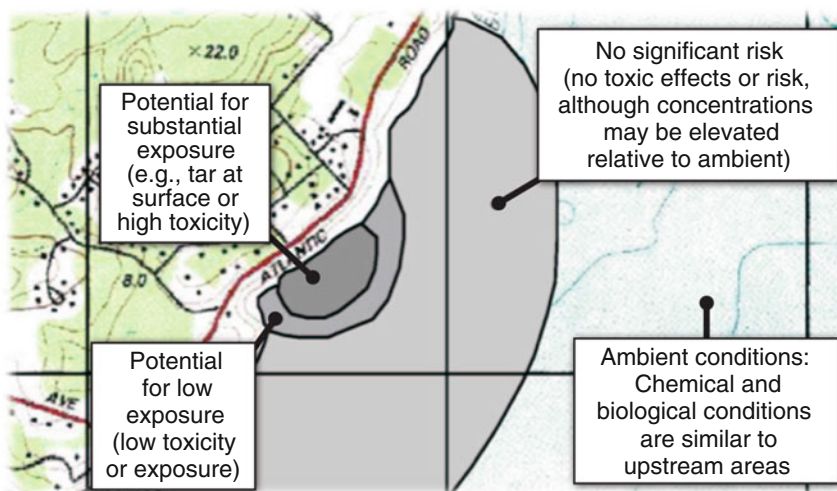 × 22.0
ROAD
Potential for
substantial
exposure
(e.g., tar at
surface or
high toxicity)
No significant risk
(no toxic effects or risk,
although concentrations
may be elevated
relative to ambient)
ATLANTIC
8.0
Potential
for low
exposure
(low toxicity
or exposure)
AVE
Ambient conditions:
Chemical and
biological conditions
are similar to
upstream areas